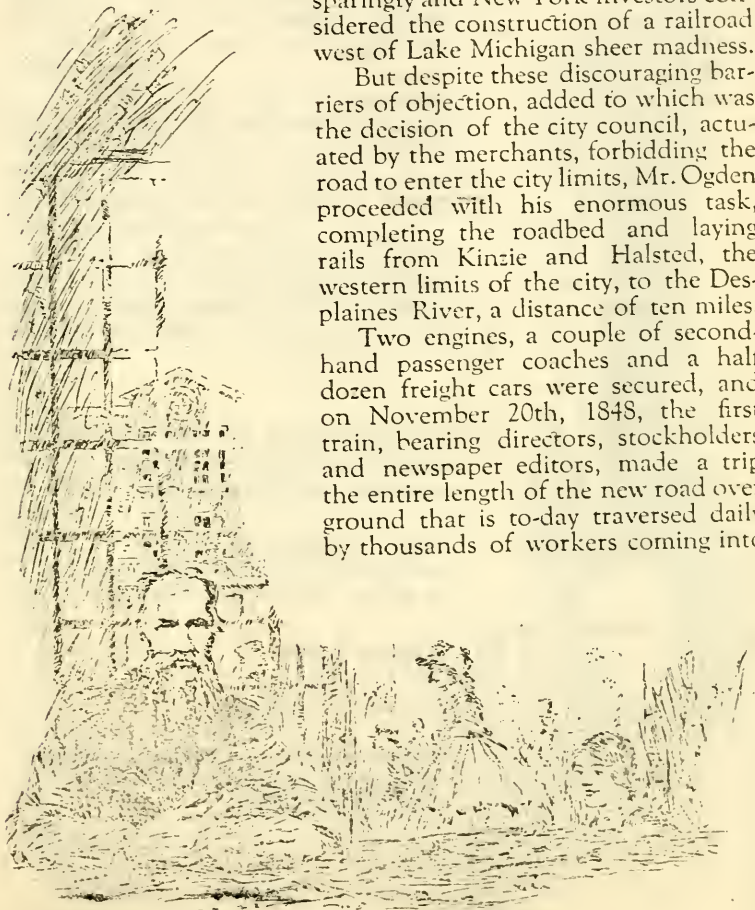 sparingly and New York investors con-
sidered the construction of a railroad
west of Lake Michigan sheer madness.
But despite these discouraging bar-
riers of objection, added to which was
the decision of the city council, actu-
ated by the merchants, forbidding the
road to enter the city limits, Mr. Ogden
proceeded with his enormous task,
completing the roadbed and laying
rails from Kinzie and Halsted, the
western limits of the city, to the Des-
plaines River, a distance of ten miles
Two engines, a couple of second-
hand passenger coaches and a half
dozen freight cars were secured, and
on November 20th, 1848, the first
train, bearing directors, stockholders
and newspaper editors, made a trip
the entire length of the new road over
ground that is to-day traversed daily
by thousands of workers coming into